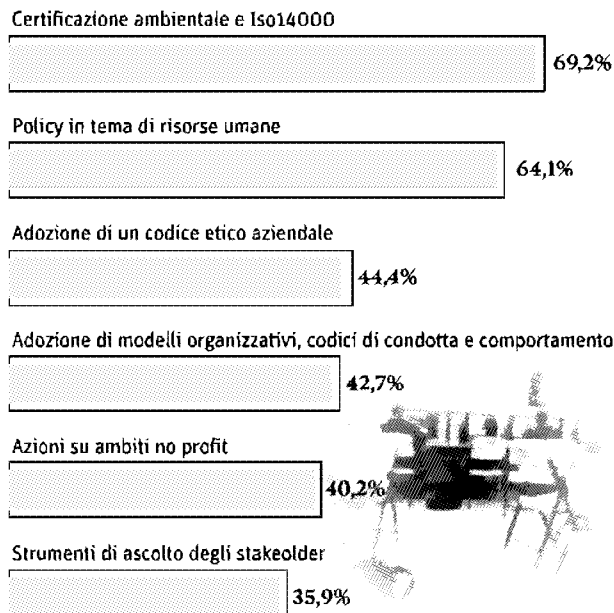 Certificazione ambientale e Iso14000
69,2%
Policy in tema di risorse umane
64,1%
Adozione di un codice etico aziendale
44,4%
Adozione di modelli organizzativi, codici di condotta e comportamento
42,7%
Azioni su ambiti no profit
40,2%
Strumenti di ascolto degli stakeolder
35,9%